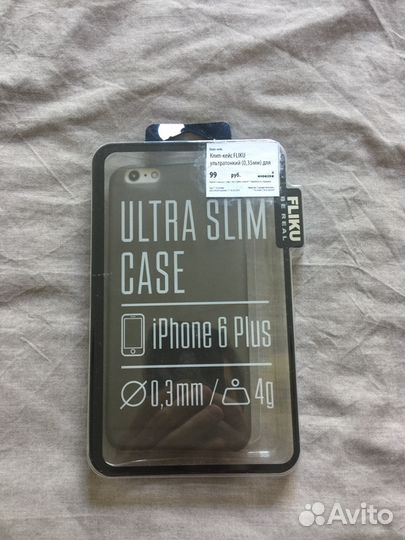 Клип-кейс FLIKU
ультратонкий (0,35мм) для
99 руб.
FLIKU
BE REAL
ULTRA SLIM
CASE
iPhone 6 Plus
0,3mm / 4g
Avito